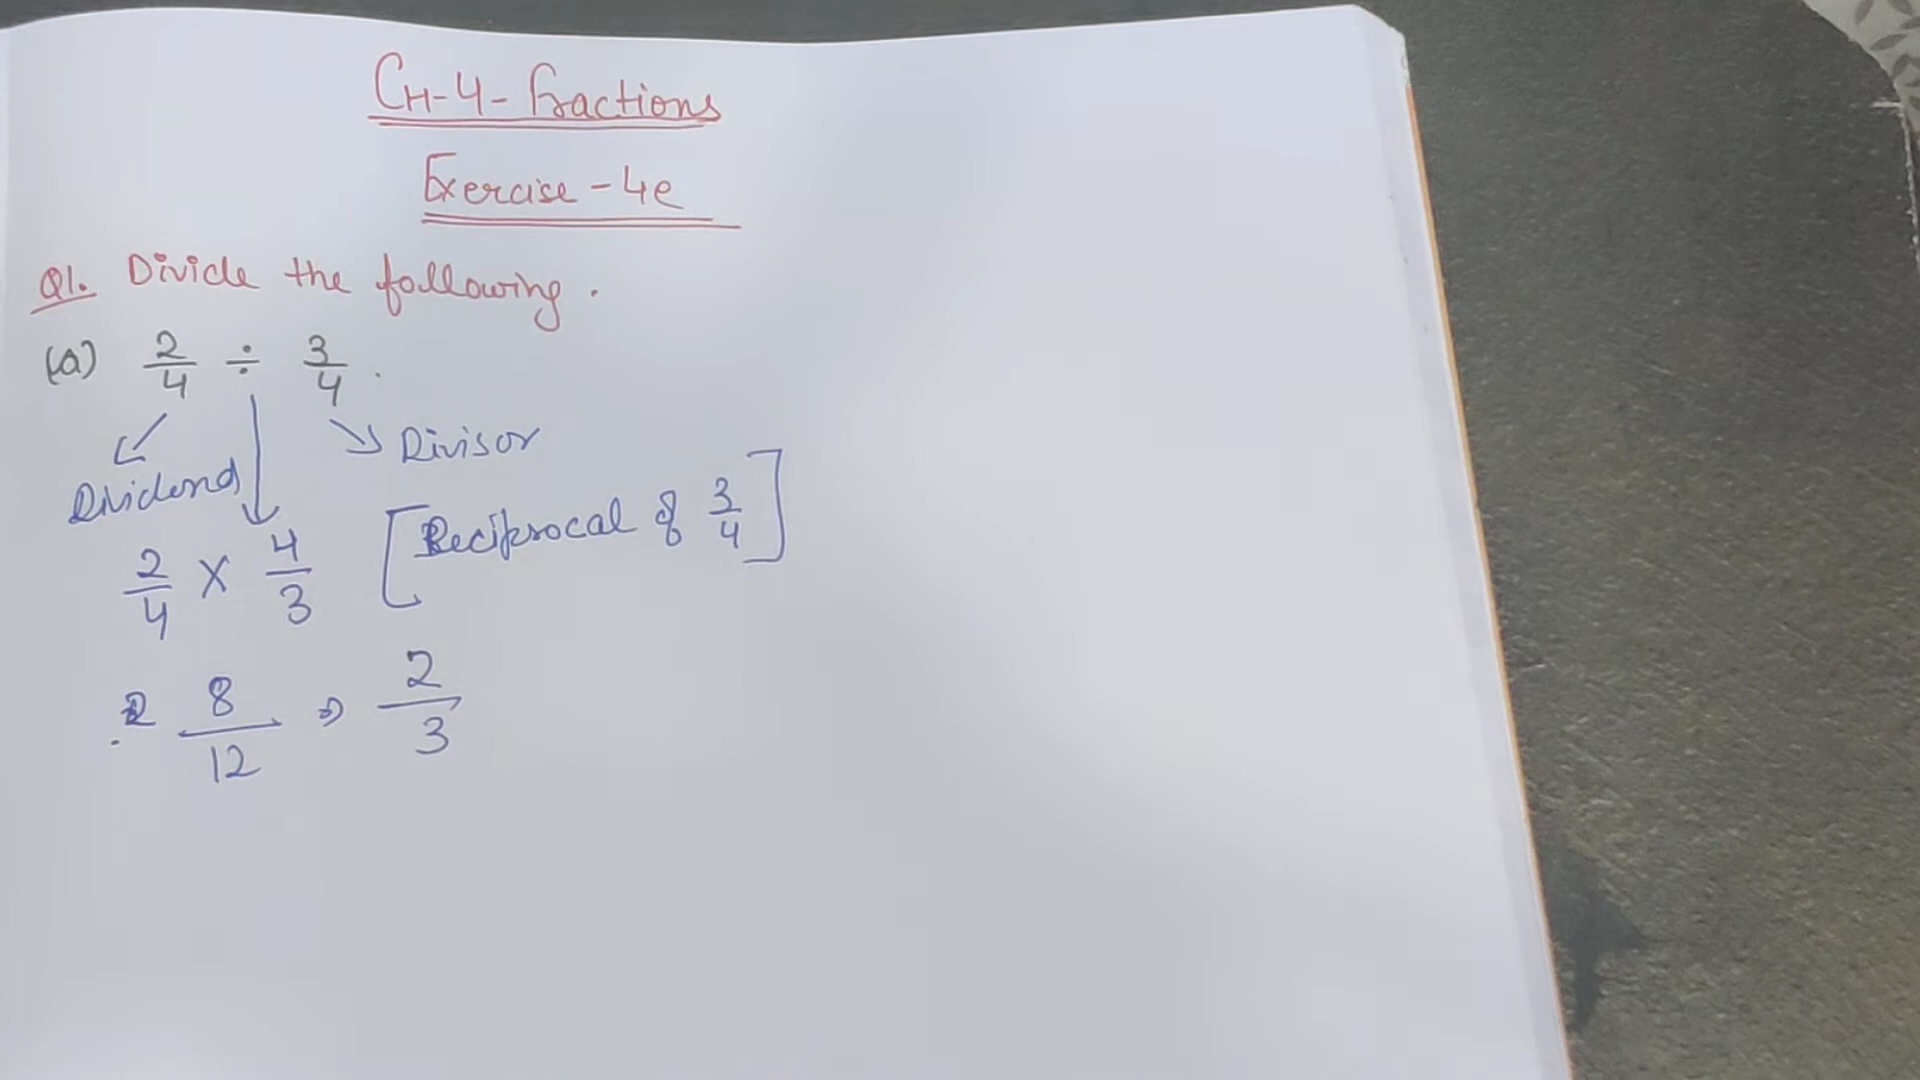 CH-4-Fractions
Exercise-4e
Q1. Divide the following.
(a) 2/4 ÷ 3/4.
Divisor
Dividend
2/4 × 4/3 [Reciprocal of 3/4]
8/12 ⇒ 2/3